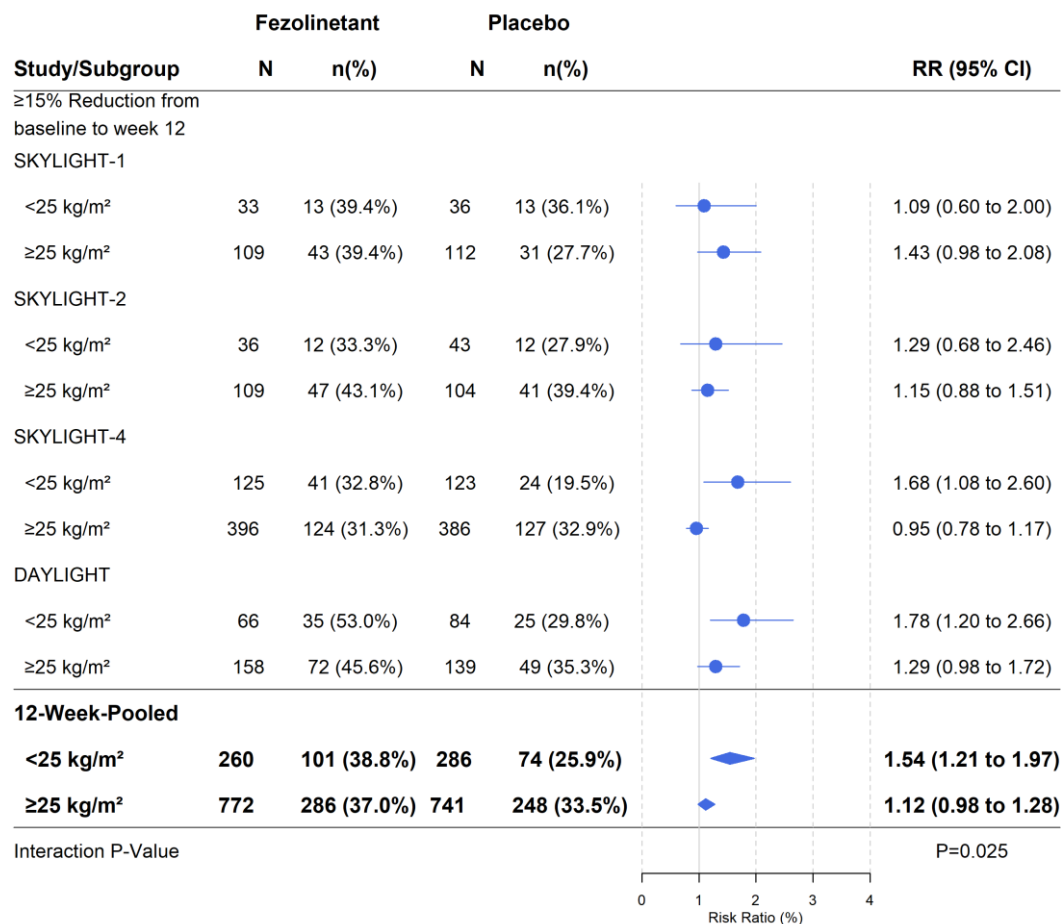 Fezolinetant Placebo
Study/Subgroup N n(%) N n(%) RR (95% CI)
≥15% Reduction from
baseline to week 12
SKYLIGHT-1
<25 kg/m² 33 13 (39.4%) 36 13 (36.1%) 1.09 (0.60 to 2.00)
≥25 kg/m² 109 43 (39.4%) 112 31 (27.7%) 1.43 (0.98 to 2.08)
SKYLIGHT-2
<25 kg/m² 36 12 (33.3%) 43 12 (27.9%) 1.29 (0.68 to 2.46)
≥25 kg/m² 109 47 (43.1%) 104 41 (39.4%) 1.15 (0.88 to 1.51)
SKYLIGHT-4
<25 kg/m² 125 41 (32.8%) 123 24 (19.5%) 1.68 (1.08 to 2.60)
≥25 kg/m² 396 124 (31.3%) 386 127 (32.9%) 0.95 (0.78 to 1.17)
DAYLIGHT
<25 kg/m² 66 35 (53.0%) 84 25 (29.8%) 1.78 (1.20 to 2.66)
≥25 kg/m² 158 72 (45.6%) 139 49 (35.3%) 1.29 (0.98 to 1.72)
12-Week-Pooled
<25 kg/m² 260 101 (38.8%) 286 74 (25.9%) 1.54 (1.21 to 1.97)
≥25 kg/m² 772 286 (37.0%) 741 248 (33.5%) 1.12 (0.98 to 1.28)
Interaction P-Value P=0.025
0 1 2 3 4
Risk Ratio (%)